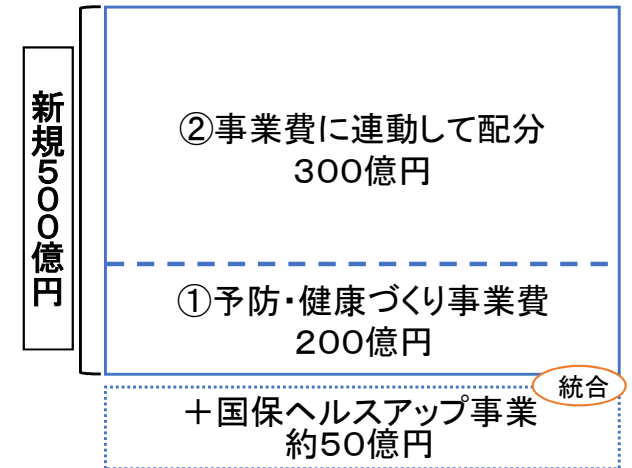 新規５００億円
②事業費に連動して配分
３００億円
①予防・健康づくり事業費
２００億円
統合
＋国保ヘルスアップ事業
約５０億円